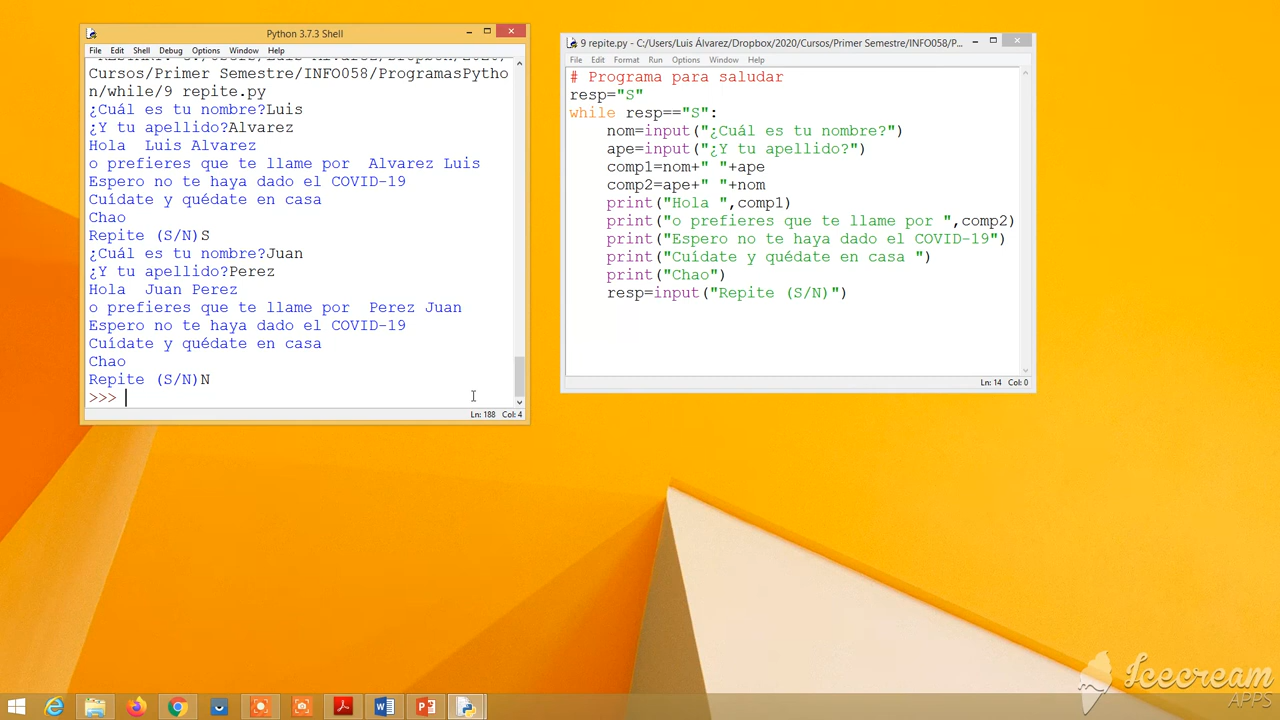 Python 3.7.3 Shell
File Edit Shell Debug Options Window Help
Cursos/Primer Semestre/INFO058/ProgramasPytho
n/while/9 repite.py
¿Cuál es tu nombre?Luis
¿Y tu apellido?Alvarez
Hola  Luis Alvarez
o prefieres que te llame por  Alvarez Luis
Espero no te haya dado el COVID-19
Cuídate y quédate en casa
Chao
Repite (S/N)S
¿Cuál es tu nombre?Juan
¿Y tu apellido?Perez
Hola  Juan Perez
o prefieres que te llame por  Perez Juan
Espero no te haya dado el COVID-19
Cuídate y quédate en casa
Chao
Repite (S/N)N
>>>
Ln: 188 Col: 4
9 repite.py - C:/Users/Luis Álvarez/Dropbox/2020/Cursos/Primer Semestre/INFO058/P...
File Edit Format Run Options Window Help
# Programa para saludar
resp="S"
while resp=="S":
    nom=input("¿Cuál es tu nombre?")
    ape=input("¿Y tu apellido?")
    comp1=nom+" "+ape
    comp2=ape+" "+nom
    print("Hola ",comp1)
    print("o prefieres que te llame por ",comp2)
    print("Espero no te haya dado el COVID-19")
    print("Cuídate y quédate en casa ")
    print("Chao")
    resp=input("Repite (S/N)")
Ln: 14 Col: 0
Icecream
APPS